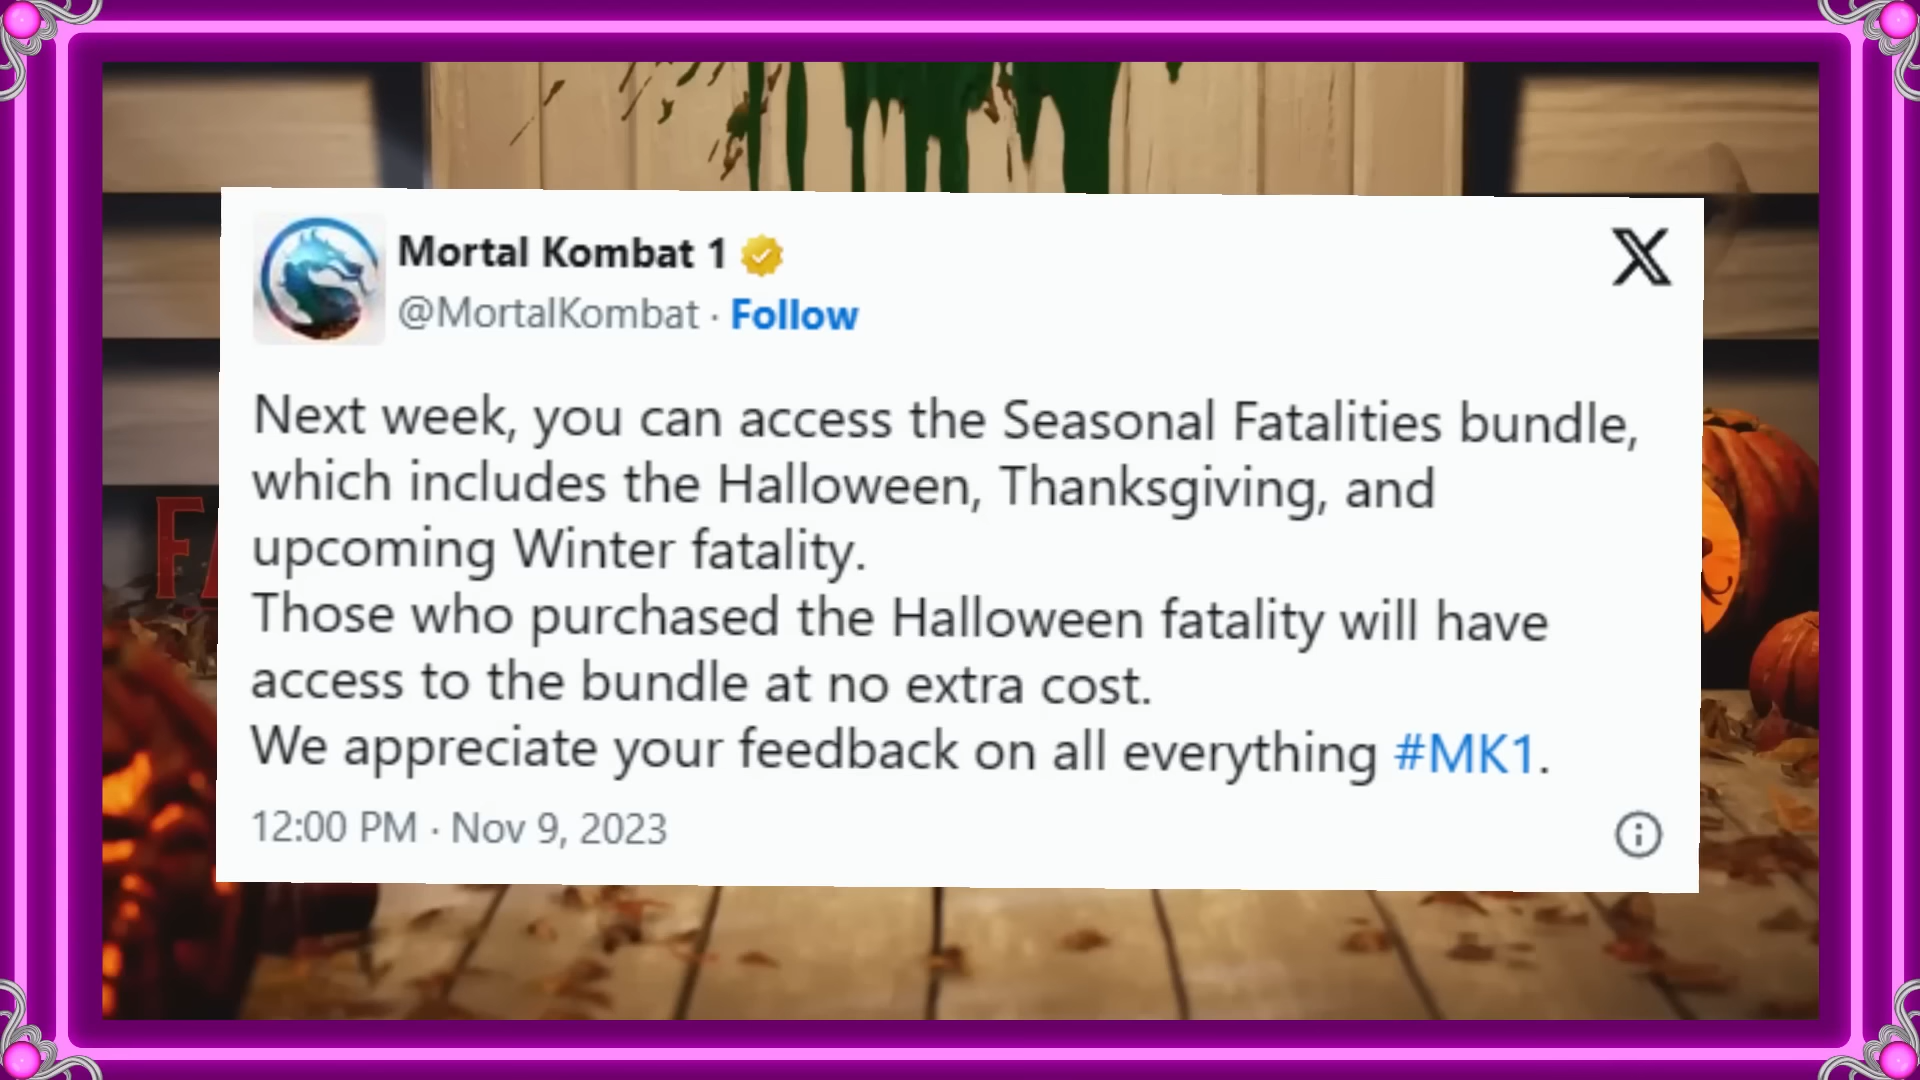 Mortal Kombat 1
@MortalKombat · Follow
Next week, you can access the Seasonal Fatalities bundle,
which includes the Halloween, Thanksgiving, and
upcoming Winter fatality.
Those who purchased the Halloween fatality will have
access to the bundle at no extra cost.
We appreciate your feedback on all everything #MK1.
12:00 PM · Nov 9, 2023